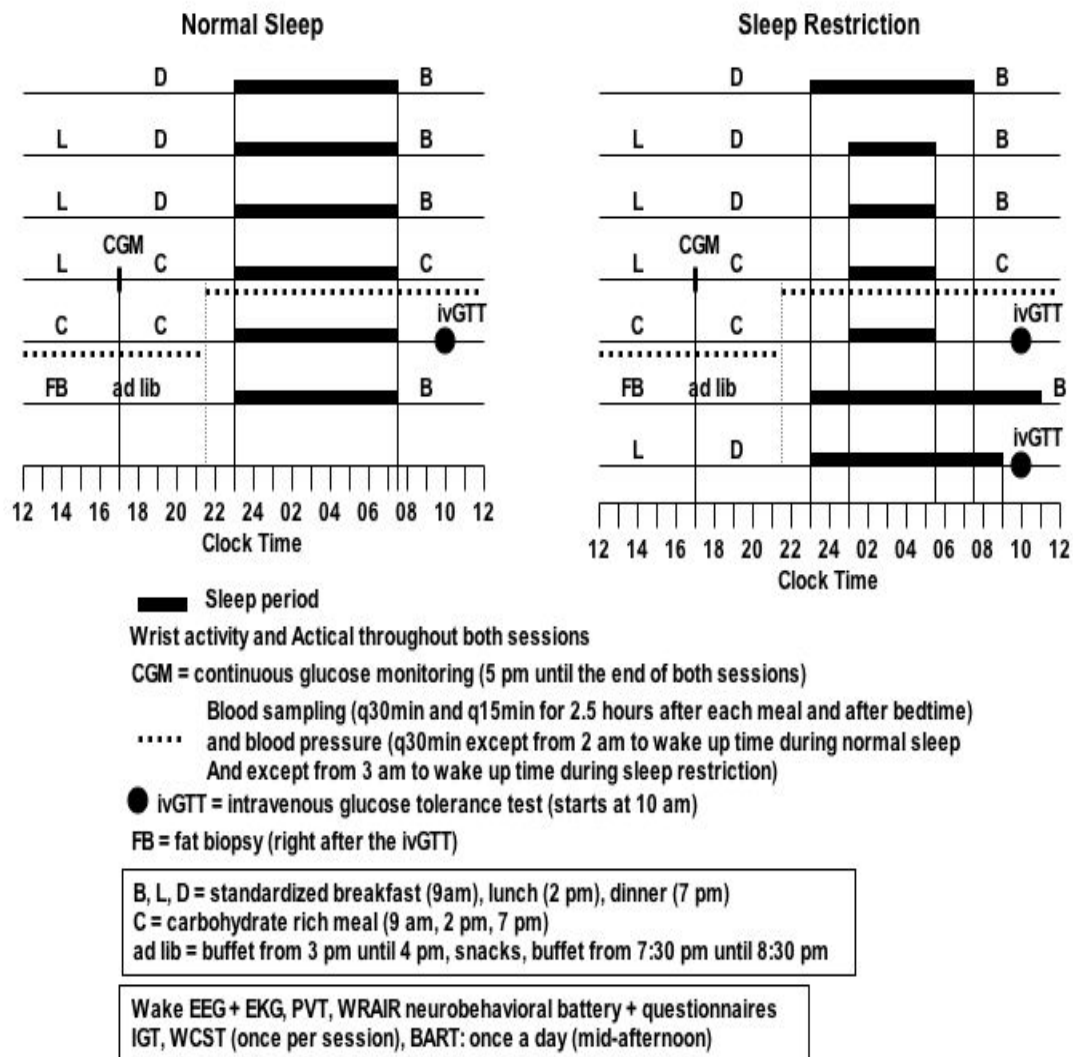 Normal Sleep
D B
L D B
L D B
CGM
L C C
ivGTT
C C
FB ad lib B
12 14 16 18 20 22 24 02 04 06 08 10 12
Clock Time
Sleep Restriction
D B
L D B
L D B
CGM
L C C
ivGTT
C C
FB ad lib B
ivGTT
L D
12 14 16 18 20 22 24 02 04 06 08 10 12
Clock Time
Sleep period
Wrist activity and Actical throughout both sessions
CGM = continuous glucose monitoring (5 pm until the end of both sessions)
Blood sampling (q30min and q15min for 2.5 hours after each meal and after bedtime)
and blood pressure (q30min except from 2 am to wake up time during normal sleep
And except from 3 am to wake up time during sleep restriction)
ivGTT = intravenous glucose tolerance test (starts at 10 am)
FB = fat biopsy (right after the ivGTT)
B, L, D = standardized breakfast (9am), lunch (2 pm), dinner (7 pm)
C = carbohydrate rich meal (9 am, 2 pm, 7 pm)
ad lib = buffet from 3 pm until 4 pm, snacks, buffet from 7:30 pm until 8:30 pm
Wake EEG + EKG, PVT, WRAIR neurobehavioral battery + questionnaires
IGT, WCST (once per session), BART: once a day (mid-afternoon)